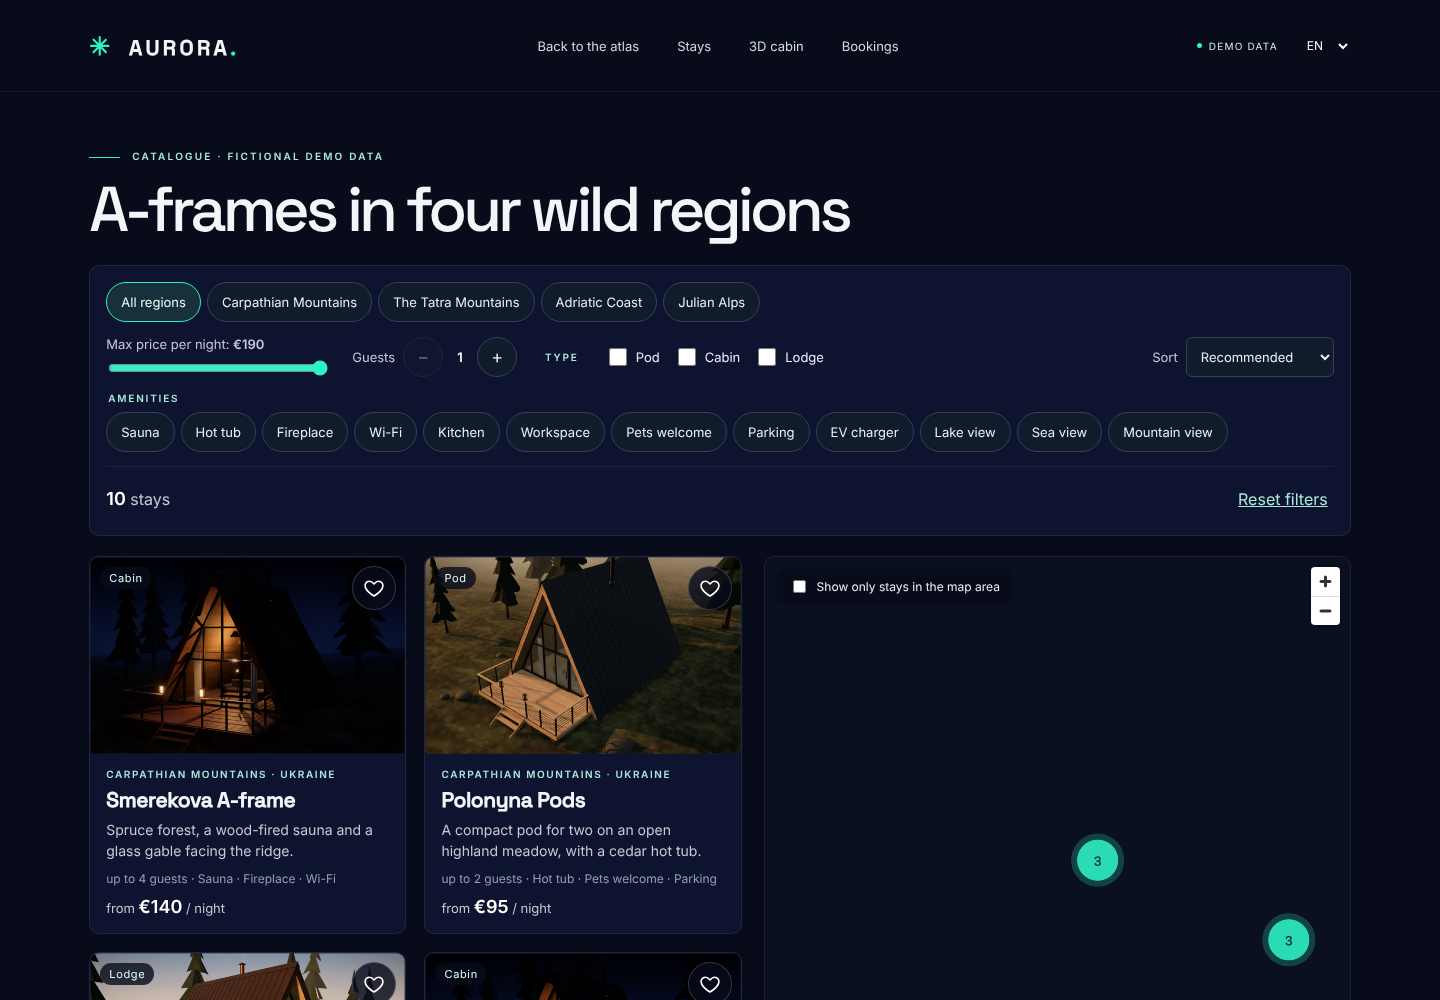 AURORA.
Back to the atlas
Stays
3D cabin
Bookings
DEMO DATA
EN
CATALOGUE · FICTIONAL DEMO DATA
A-frames in four wild regions
All regions
Carpathian Mountains
The Tatra Mountains
Adriatic Coast
Julian Alps
Max price per night: €190
Guests
−
1
+
TYPE
Pod
Cabin
Lodge
Sort
Recommended
AMENITIES
Sauna
Hot tub
Fireplace
Wi-Fi
Kitchen
Workspace
Pets welcome
Parking
EV charger
Lake view
Sea view
Mountain view
10 stays
Reset filters
Cabin
CARPATHIAN MOUNTAINS · UKRAINE
Smerekova A-frame
Spruce forest, a wood-fired sauna and a
glass gable facing the ridge.
up to 4 guests · Sauna · Fireplace · Wi-Fi
from €140 / night
Pod
CARPATHIAN MOUNTAINS · UKRAINE
Polonyna Pods
A compact pod for two on an open
highland meadow, with a cedar hot tub.
up to 2 guests · Hot tub · Pets welcome · Parking
from €95 / night
Lodge
Cabin
Show only stays in the map area
+
−
3
3